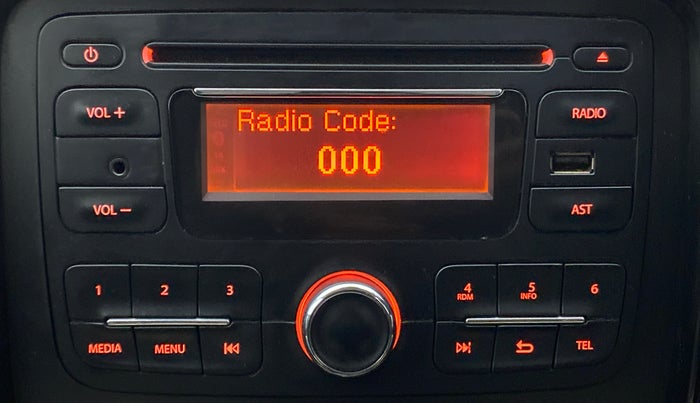 Radio Code:
000
VOL +
RADIO
VOL −
AST
1
2
3
4
RDM
5
INFO
6
MEDIA
MENU
TEL